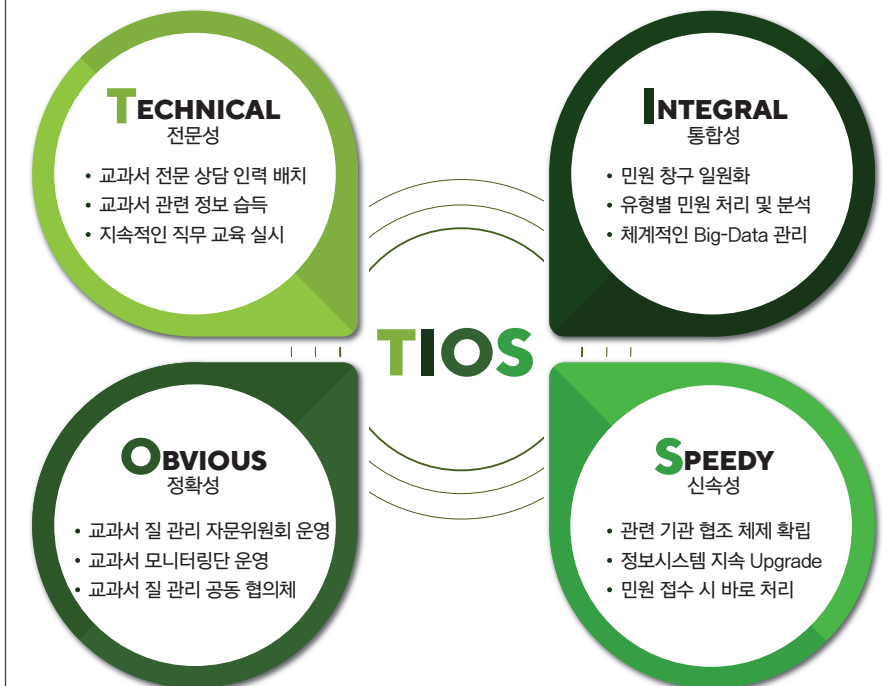 TECHNICAL
전문성
• 교과서 전문 상담 인력 배치
• 교과서 관련 정보 습득
• 지속적인 직무 교육 실시
INTEGRAL
통합성
• 민원 창구 일원화
• 유형별 민원 처리 및 분석
• 체계적인 Big-Data 관리
TIOS
OBVIOUS
정확성
• 교과서 질 관리 자문위원회 운영
• 교과서 모니터링단 운영
• 교과서 질 관리 공동 협의체
SPEEDY
신속성
• 관련 기관 협조 체제 확립
• 정보시스템 지속 Upgrade
• 민원 접수 시 바로 처리